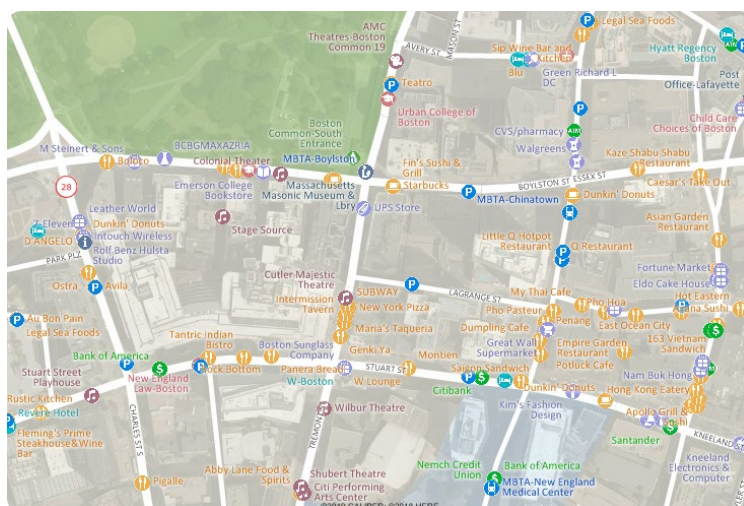 AMC
Theatres-Boston
Common 19
AVERY ST
MASON ST
Legal Sea Foods
Sip Wine Bar and
Kitchen
Blu
Green Richard L
DC
Hyatt Regency
Boston
Post
Office-Lafayette
Teatro
Urban College of
Boston
Child Care
Choices of Boston
CVS/pharmacy
Walgreens
Boston
Common-South
Entrance
MBTA-Boylston
M Steinert & Sons
BCBGMAXAZRIA
Boloco
Colonial Theater
Fin's Sushi &
Grill
Starbucks
Kaze Shabu Shabu
Restaurant
BOYLSTON ST
ESSEX ST
Caesar's Take Out
28
Emerson College
Bookstore
Massachusetts
Masonic Museum &
Lbry
UPS Store
MBTA-Chinatown
Dunkin' Donuts
Leather World
7-Eleven
Dunkin' Donuts
D'ANGELO
Intouch Wireless
Rolf Benz Hulsta
Studio
Stage Source
Asian Garden
Restaurant
Little Q Hotpot
Restaurant
Q Restaurant
PARK PLZ
Ostra
Avila
Cutler Majestic
Theatre
Fortune Market
Eldo Cake House
Intermission
Tavern
SUBWAY
LAGRANGE ST
My Thai Cafe
Pho Hoa
Hot Eastern
New York Pizza
Pho Pasteur
Penang
East Ocean City
Au Bon Pain
Legal Sea Foods
Maria's Taqueria
Dumpling Cafe
163 Vietnam
Sandwich
Tantric Indian
Bistro
Boston Sunglass
Company
Genki Ya
Montien
Great Wall
Supermarket
Empire Garden
Restaurant
Potluck Cafe
Bank of America
New England
Law-Boston
Panera Bread
W-Boston
STUART ST
W Lounge
Saigon Sandwich
Nam Buk Hong
Stuart Street
Playhouse
Citibank
Dunkin' Donuts
Hong Kong Eatery
Rustic Kitchen
Revere Hotel
Wilbur Theatre
Kim's Fashion
Design
Apollo Grill &
Sushi
Santander
KNEELAND ST
Fleming's Prime
Steakhouse&Wine
Bar
CHARLES ST S
TREMONT
Abby Lane Food &
Spirits
Shubert Theatre
Citi Performing
Arts Center
Nemch Credit
Union
Bank of America
MBTA-New England
Medical Center
Kneeland
Electronics &
Computer
Pigalle
©2019 CALIPER; ©2018 HERE